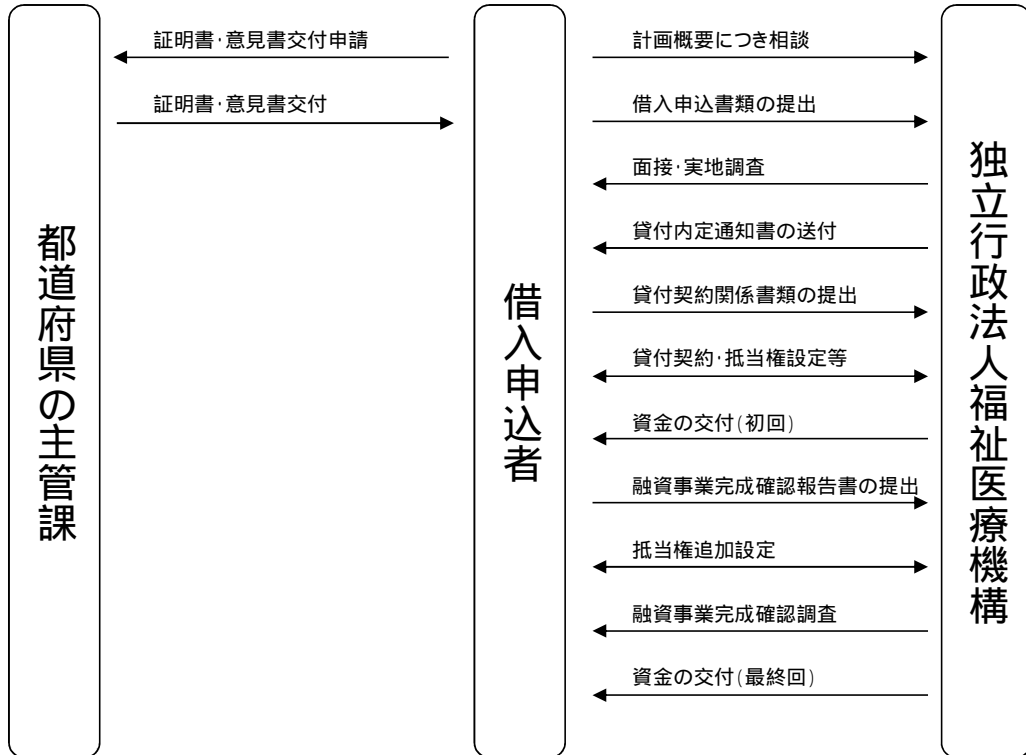 都道府県の主管課
証明書・意見書交付申請
証明書・意見書交付
借入申込者
計画概要につき相談
借入申込書類の提出
面接・実地調査
貸付内定通知書の送付
貸付契約関係書類の提出
貸付契約・抵当権設定等
資金の交付(初回)
融資事業完成確認報告書の提出
抵当権追加設定
融資事業完成確認調査
資金の交付(最終回)
独立行政法人福祉医療機構